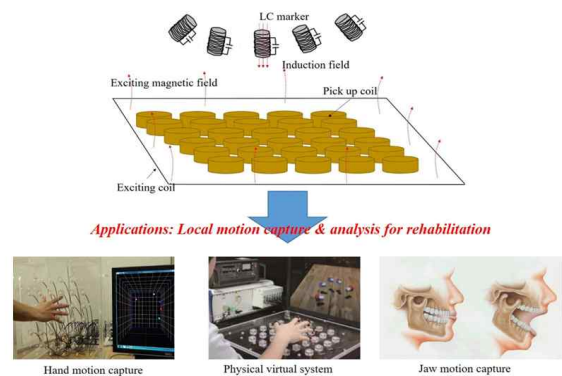 LC marker
Induction field
Exciting magnetic field
Pick up coil
Exciting coil
Applications: Local motion capture & analysis for rehabilitation
Hand motion capture
Physical virtual system
Jaw motion capture